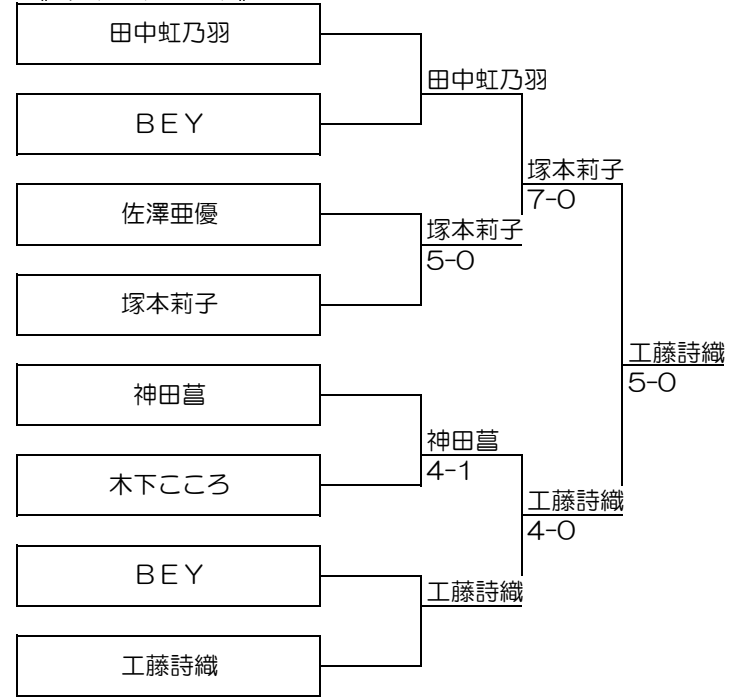 田中虹乃羽
田中虹乃羽
ＢＥＹ
塚本莉子
7-0
佐澤亜優
塚本莉子
5-0
塚本莉子
工藤詩織
5-0
神田菖
神田菖
4-1
木下こころ
工藤詩織
4-0
ＢＥＹ
工藤詩織
工藤詩織